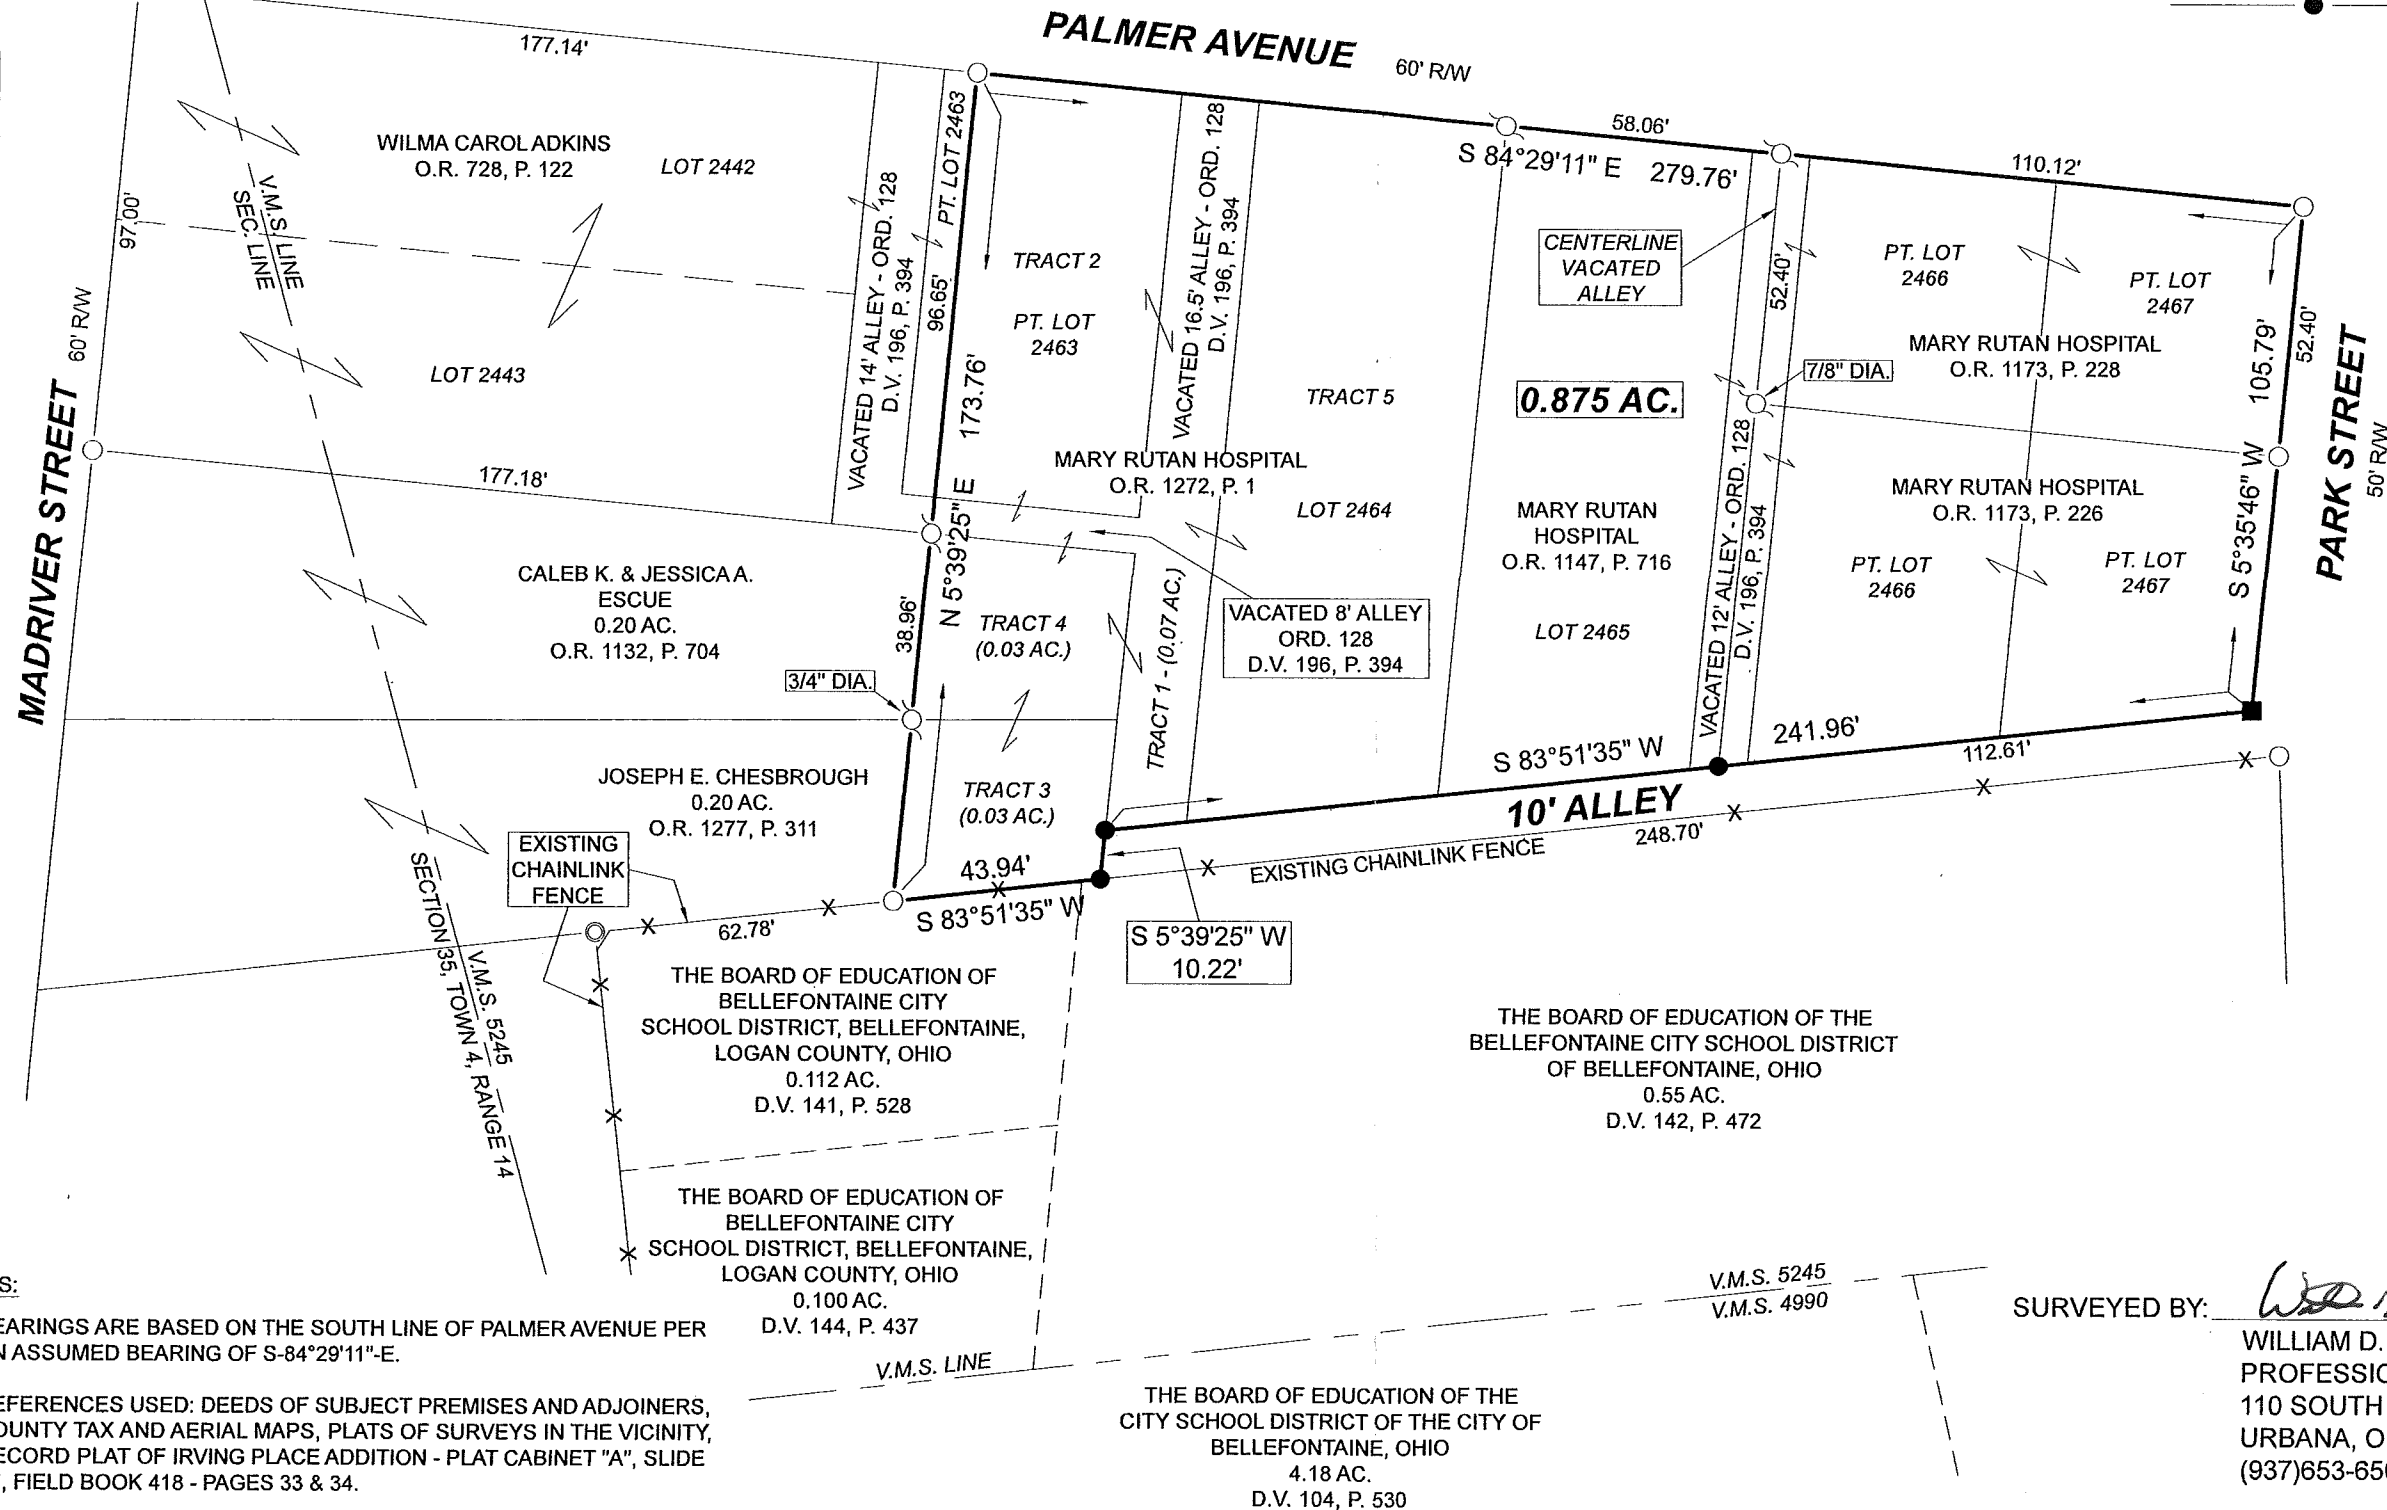 PALMER AVENUE
60' R/W
177.14'
WILMA CAROL ADKINS
O.R. 728, P. 122
LOT 2442
V.M.S. LINE
SEC. LINE
97.00'
60' R/W
MADRIVER STREET
LOT 2443
177.18'
VACATED 14' ALLEY - ORD. 128
D.V. 196, P. 394
PT. LOT 2463
96.65'
N 5°39'25" E 173.76'
TRACT 2
PT. LOT
2463
VACATED 16.5' ALLEY - ORD. 128
D.V. 196, P. 394
MARY RUTAN HOSPITAL
O.R. 1272, P. 1
TRACT 5
LOT 2464
58.06'
S 84°29'11" E 279.76'
110.12'
CENTERLINE
VACATED
ALLEY
52.40'
7/8" DIA.
0.875 AC.
PT. LOT
2466
PT. LOT
2467
MARY RUTAN HOSPITAL
O.R. 1173, P. 228
52.40'
105.79'
S 5°35'46" W
PARK STREET
50' R/W
MARY RUTAN
HOSPITAL
O.R. 1147, P. 716
LOT 2465
VACATED 12' ALLEY - ORD. 128
D.V. 196, P. 394
MARY RUTAN HOSPITAL
O.R. 1173, P. 226
PT. LOT
2466
PT. LOT
2467
CALEB K. & JESSICA A.
ESCUE
0.20 AC.
O.R. 1132, P. 704
38.96'
3/4" DIA.
TRACT 4
(0.03 AC.)
TRACT 1 - (0.07 AC.)
VACATED 8' ALLEY
ORD. 128
D.V. 196, P. 394
JOSEPH E. CHESBROUGH
0.20 AC.
O.R. 1277, P. 311
TRACT 3
(0.03 AC.)
S 83°51'35" W
241.96'
112.61'
10' ALLEY
248.70'
EXISTING CHAINLINK FENCE
EXISTING
CHAINLINK
FENCE
43.94'
S 83°51'35" W
62.78'
S 5°39'25" W
10.22'
V.M.S. 5245
SECTION 35, TOWN 4, RANGE 14
THE BOARD OF EDUCATION OF
BELLEFONTAINE CITY
SCHOOL DISTRICT, BELLEFONTAINE,
LOGAN COUNTY, OHIO
0.112 AC.
D.V. 141, P. 528
THE BOARD OF EDUCATION OF THE
BELLEFONTAINE CITY SCHOOL DISTRICT
OF BELLEFONTAINE, OHIO
0.55 AC.
D.V. 142, P. 472
THE BOARD OF EDUCATION OF
BELLEFONTAINE CITY
SCHOOL DISTRICT, BELLEFONTAINE,
LOGAN COUNTY, OHIO
0.100 AC.
D.V. 144, P. 437
V.M.S. LINE
V.M.S. 5245
V.M.S. 4990
THE BOARD OF EDUCATION OF THE
CITY SCHOOL DISTRICT OF THE CITY OF
BELLEFONTAINE, OHIO
4.18 AC.
D.V. 104, P. 530
S:
EARINGS ARE BASED ON THE SOUTH LINE OF PALMER AVENUE PER
N ASSUMED BEARING OF S-84°29'11"-E.
EFERENCES USED: DEEDS OF SUBJECT PREMISES AND ADJOINERS,
OUNTY TAX AND AERIAL MAPS, PLATS OF SURVEYS IN THE VICINITY,
ECORD PLAT OF IRVING PLACE ADDITION - PLAT CABINET "A", SLIDE
, FIELD BOOK 418 - PAGES 33 & 34.
SURVEYED BY:
WILLIAM D.
PROFESSIO
110 SOUTH
URBANA, O
(937)653-650